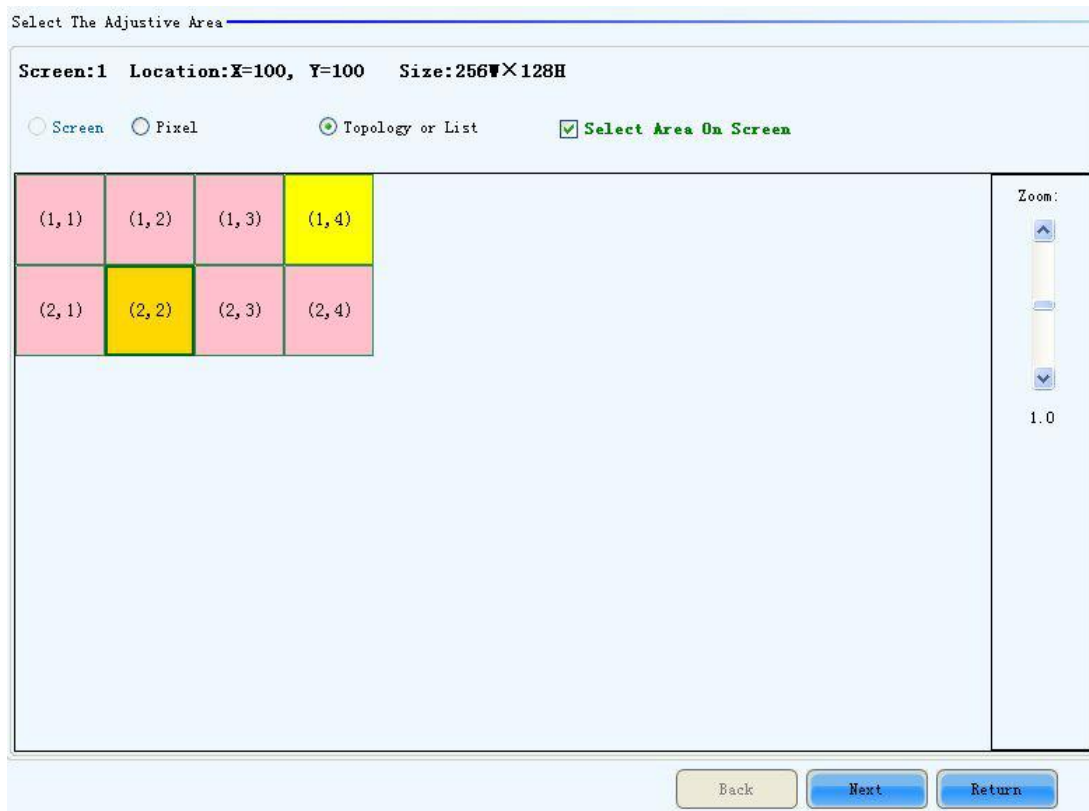 Select The Adjustive Area
Screen:1 Location:X=100, Y=100 Size:256W×128H
Screen Pixel Topology or List Select Area On Screen
(1,1) (1,2) (1,3) (1,4)
(2,1) (2,2) (2,3) (2,4)
Zoom:
1.0
Back Next Return